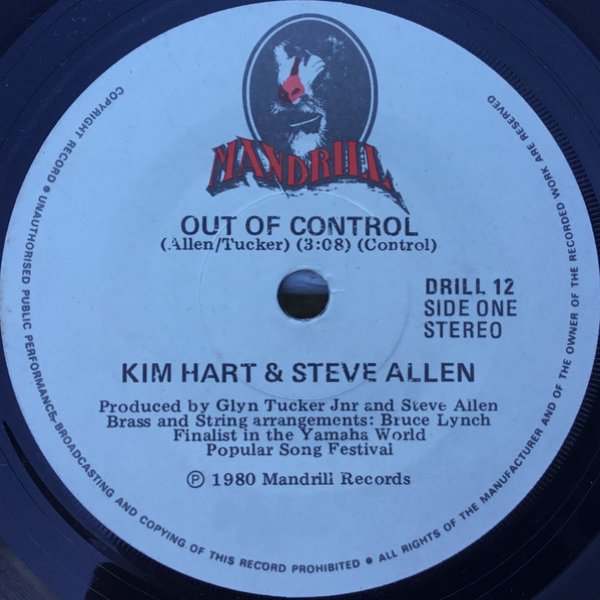 MANDRILL
OUT OF CONTROL
(Allen/Tucker) (3:08) (Control)
DRILL 12
SIDE ONE
STEREO
KIM HART & STEVE ALLEN
Produced by Glyn Tucker Jnr and Steve Allen
Brass and String arrangements: Bruce Lynch
Finalist in the Yamaha World
Popular Song Festival
℗ 1980 Mandrill Records
COPYRIGHT RECORD • UNAUTHORISED PUBLIC PERFORMANCE, BROADCASTING AND COPYING OF THIS RECORD PROHIBITED • ALL RIGHTS OF THE MANUFACTURER AND OF THE OWNER OF THE RECORDED WORK ARE RESERVED